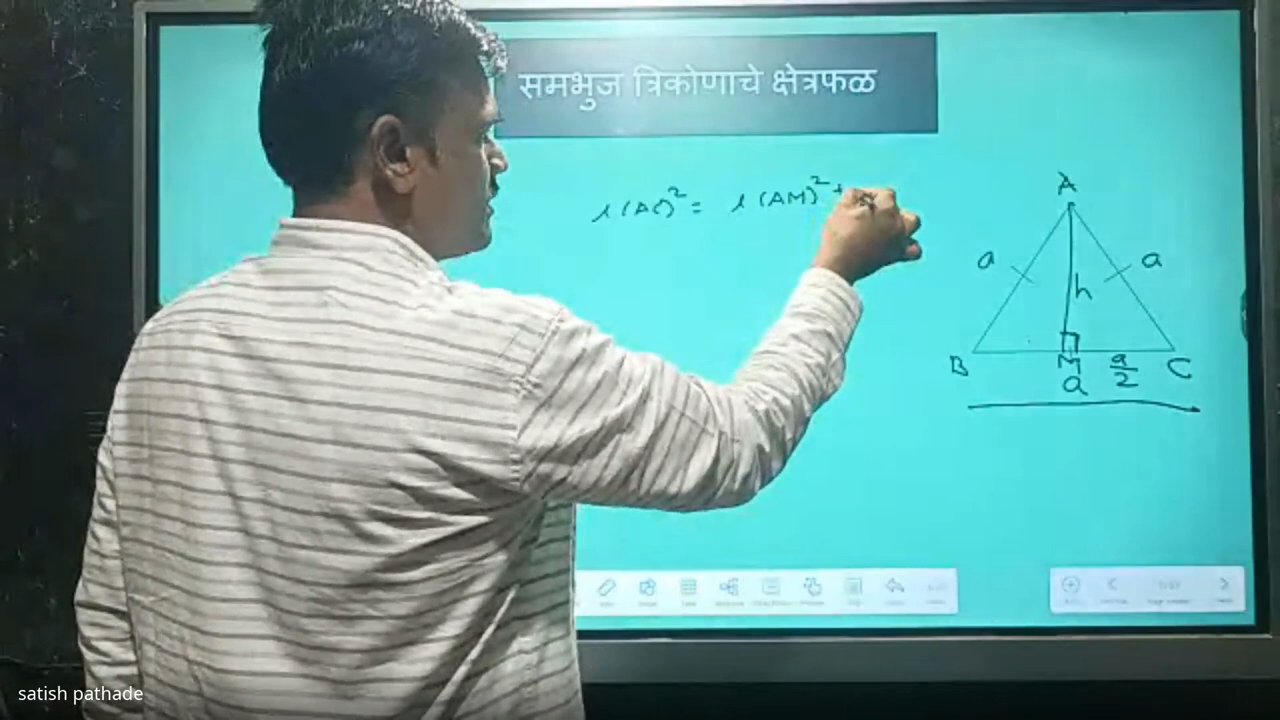 समभुज त्रिकोणाचे क्षेत्रफळ
l(AC)² = l(AM)² +
A
a a
h
B M a/2 C
a
satish pathade